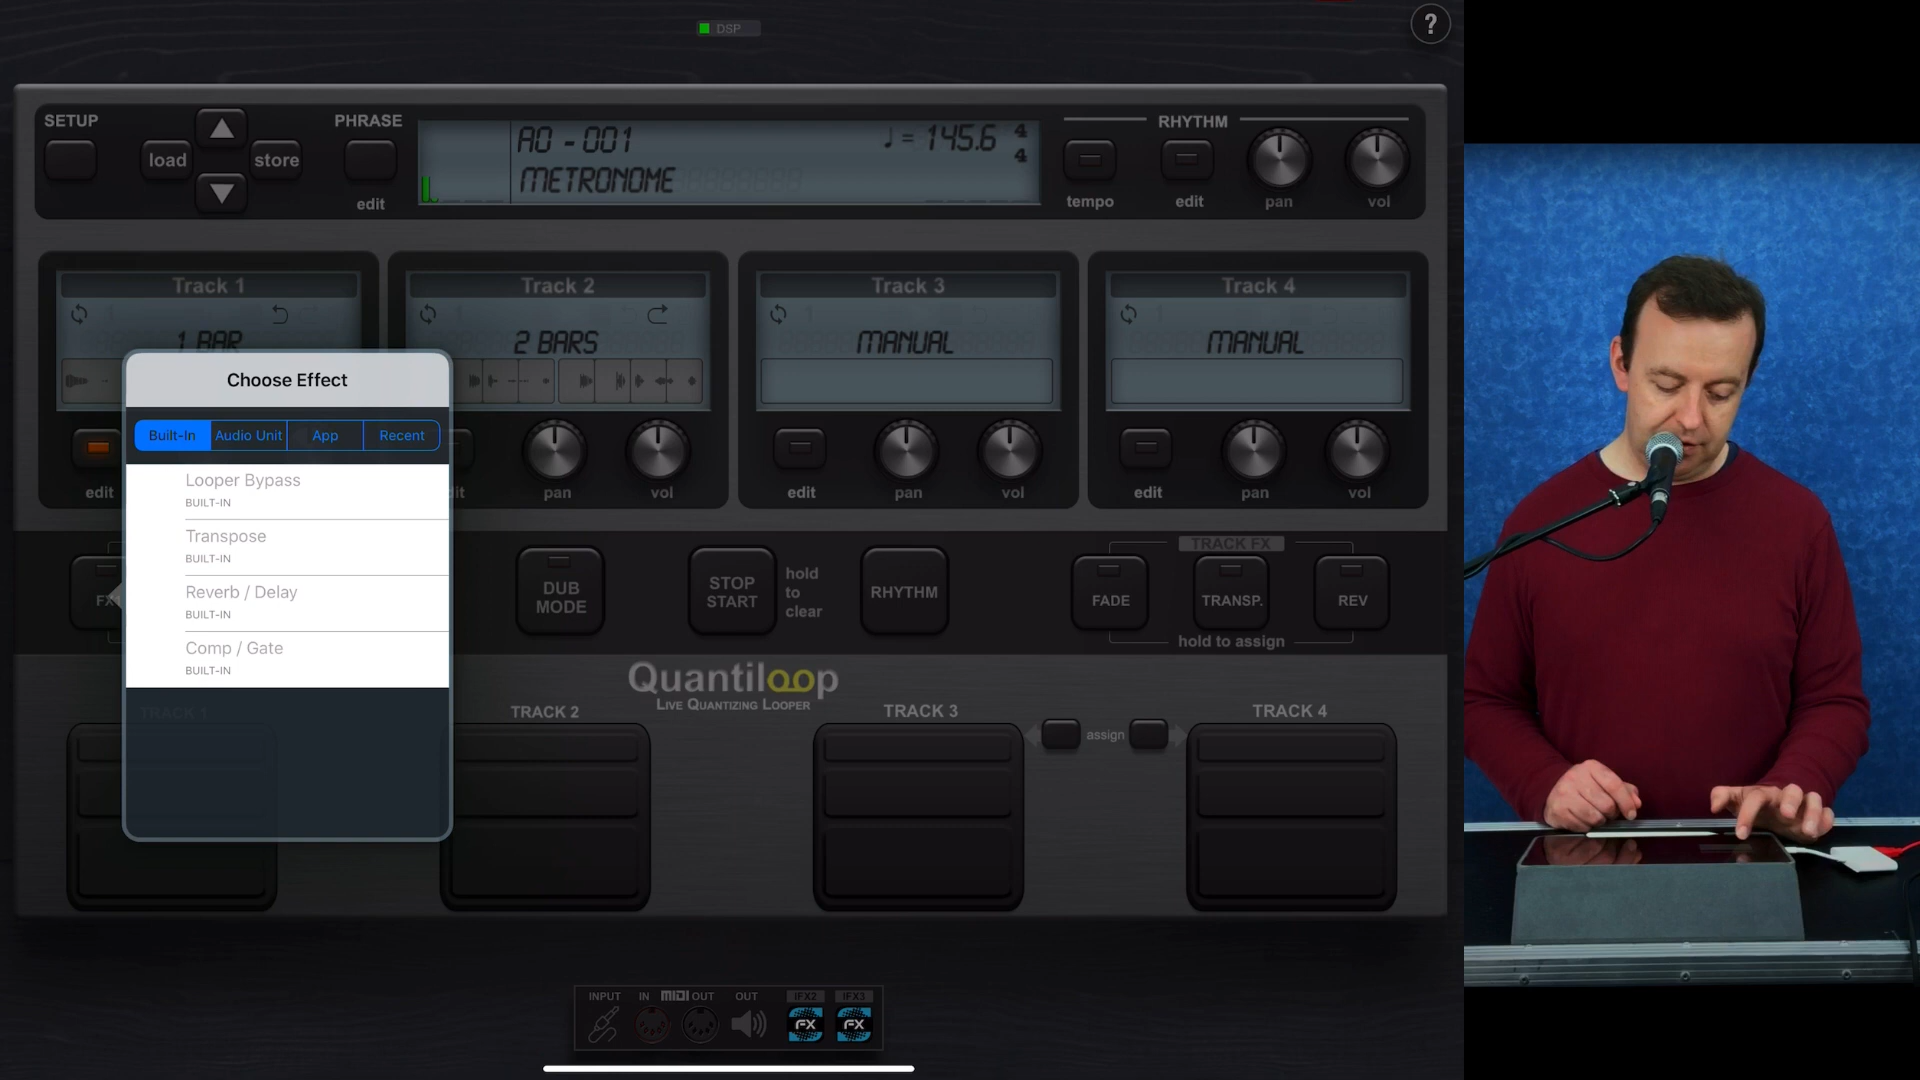 DSP
?
SETUP
load
store
PHRASE
edit
A0 - 001
METRONOME
♩ = 145.6 4
4
RHYTHM
tempo
edit
pan
vol
Track 1
1 BAR
edit
Track 2
2 BARS
pan
vol
Track 3
MANUAL
edit
pan
vol
Track 4
MANUAL
edit
pan
vol
Choose Effect
Built-In
Audio Unit
App
Recent
Looper Bypass
BUILT-IN
Transpose
BUILT-IN
Reverb / Delay
BUILT-IN
Comp / Gate
BUILT-IN
DUB
MODE
STOP
START
hold
to
clear
RHYTHM
TRACK FX
FADE
TRANSP.
REV
hold to assign
Quantiloop
LIVE QUANTIZING LOOPER
TRACK 1
TRACK 2
TRACK 3
assign
TRACK 4
INPUT
IN MIDI OUT
OUT
IFX2
FX
IFX3
FX